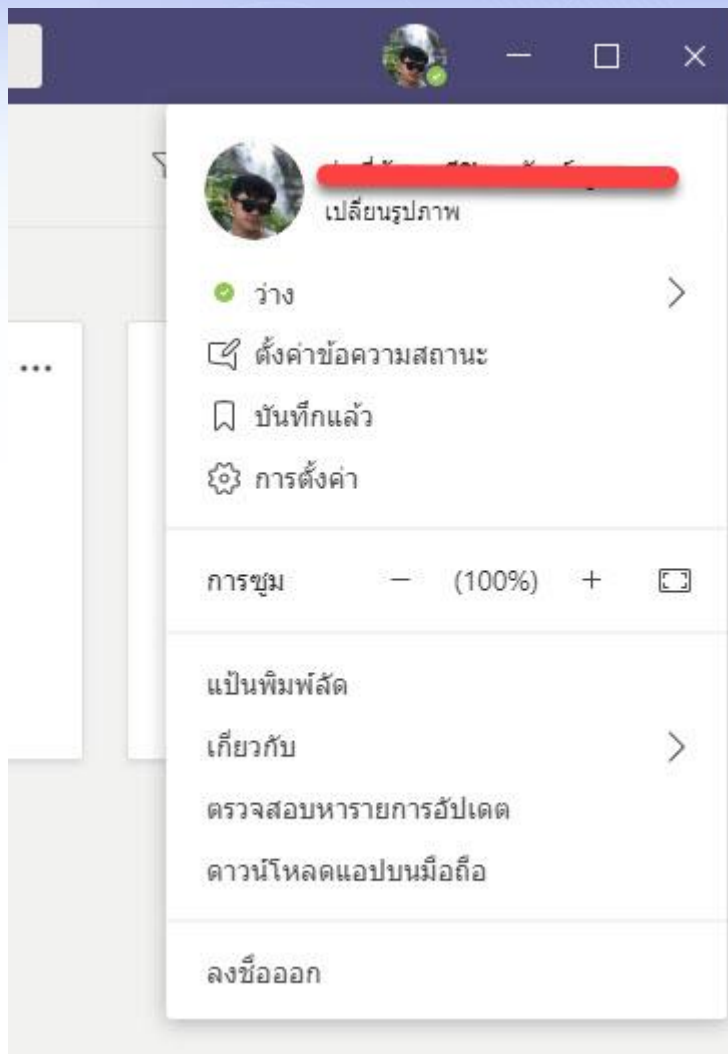 เปลี่ยนรูปภาพ
ว่าง
ตั้งค่าข้อความสถานะ
บันทึกแล้ว
การตั้งค่า
การซูม — (100%) +
แป้นพิมพ์ลัด
เกี่ยวกับ
ตรวจสอบหารายการอัปเดต
ดาวน์โหลดแอปบนมือถือ
ลงชื่อออก